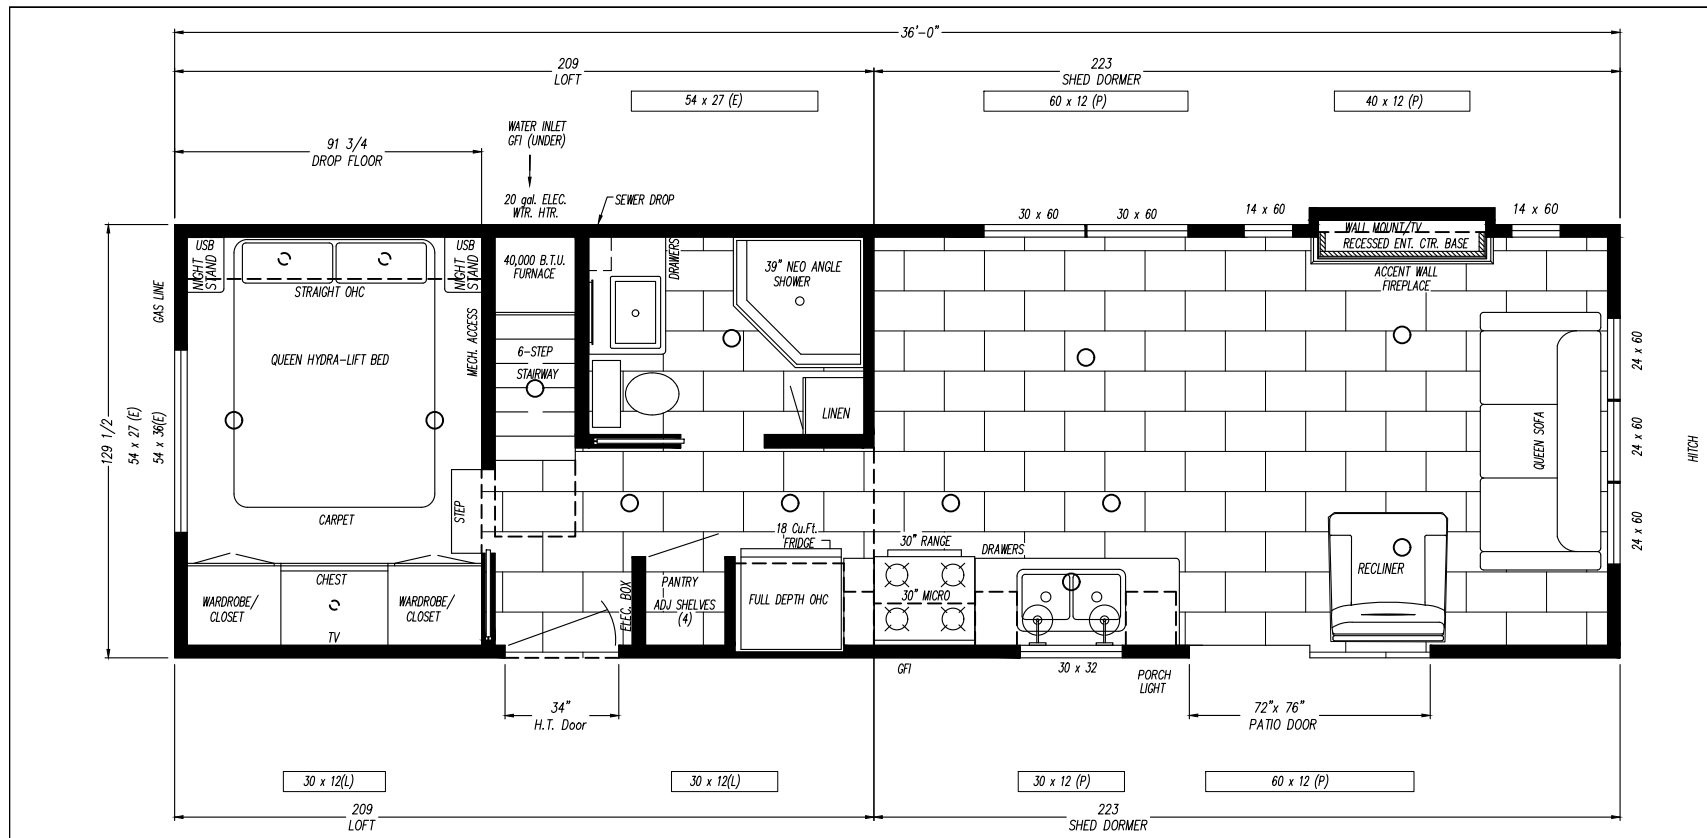 36'-0"
209
LOFT
223
SHED DORMER
54 x 27 (E)
60 x 12 (P)
40 x 12 (P)
WATER INLET
GFI (UNDER)
91 3/4
DROP FLOOR
20 gal. ELEC.
WTR. HTR.
SEWER DROP
30 x 60
30 x 60
14 x 60
14 x 60
WALL MOUNT/TV
RECESSED ENT. CTR. BASE
ACCENT WALL
FIREPLACE
USB
NIGHT
STAND
USB
NIGHT
STAND
STRAIGHT OHC
40,000 B.T.U.
FURNACE
DRAWERS
39" NEO ANGLE
SHOWER
GAS LINE
MECH. ACCESS
QUEEN HYDRA-LIFT BED
6-STEP
STAIRWAY
LINEN
24 x 60
24 x 60
24 x 60
QUEEN SOFA
HITCH
129 1/2
54 x 27 (E)
54 x 36(E)
CARPET
STEP
18 Cu.Ft.
FRIDGE
30" RANGE
DRAWERS
RECLINER
CHEST
TV
WARDROBE/
CLOSET
WARDROBE/
CLOSET
ELEC. BOX
PANTRY
ADJ SHELVES
(4)
FULL DEPTH OHC
30" MICRO
GFI
30 x 32
PORCH
LIGHT
34"
H.T. Door
72"x 76"
PATIO DOOR
30 x 12(L)
30 x 12(L)
30 x 12 (P)
60 x 12 (P)
209
LOFT
223
SHED DORMER